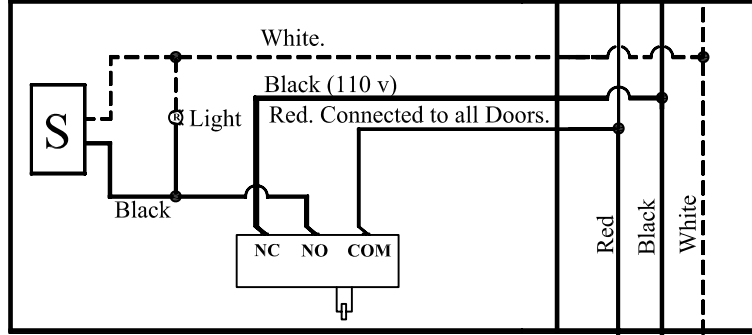 White.
Black (110 v)
Red. Connected to all Doors.
S
R
Light
Black
NC NO COM
Red
Black
White